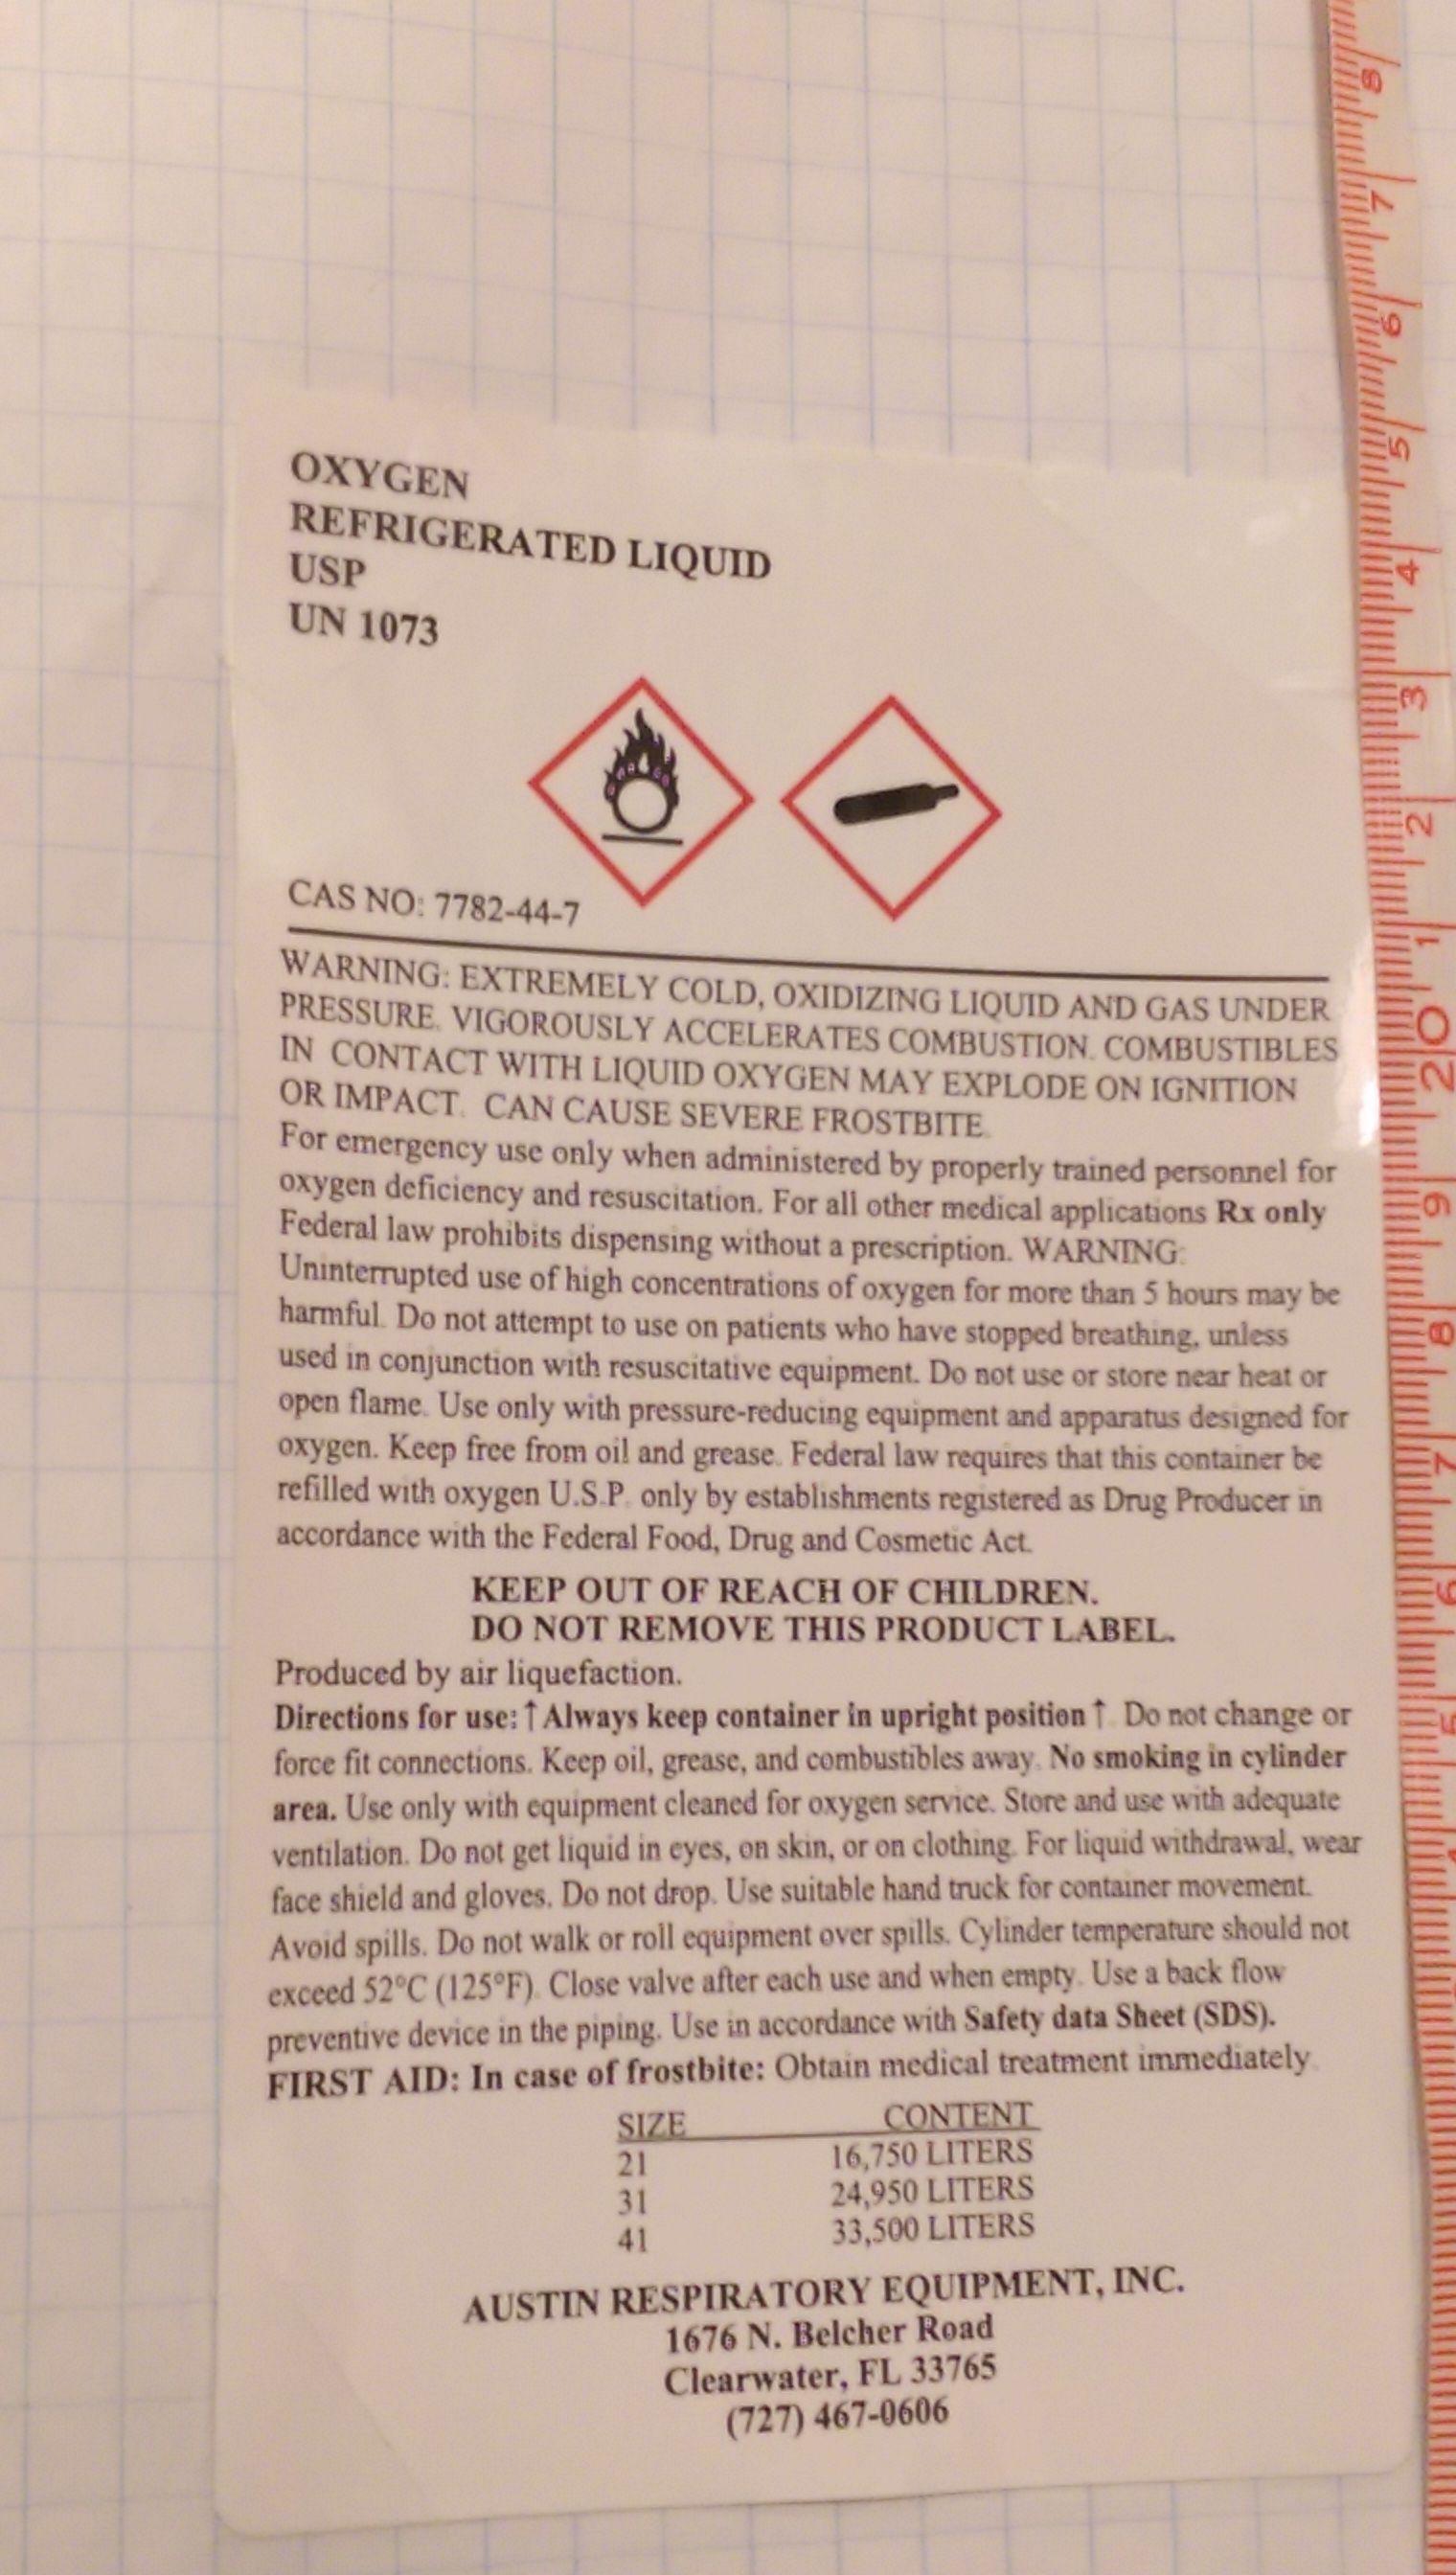 OXYGEN
REFRIGERATED LIQUID
USP
UN 1073
CAS NO: 7782-44-7
WARNING: EXTREMELY COLD, OXIDIZING LIQUID AND GAS UNDER
PRESSURE. VIGOROUSLY ACCELERATES COMBUSTION. COMBUSTIBLES
IN CONTACT WITH LIQUID OXYGEN MAY EXPLODE ON IGNITION
OR IMPACT. CAN CAUSE SEVERE FROSTBITE.
For emergency use only when administered by properly trained personnel for
oxygen deficiency and resuscitation. For all other medical applications Rx only
Federal law prohibits dispensing without a prescription. WARNING:
Uninterrupted use of high concentrations of oxygen for more than 5 hours may be
harmful. Do not attempt to use on patients who have stopped breathing, unless
used in conjunction with resuscitative equipment. Do not use or store near heat or
open flame. Use only with pressure-reducing equipment and apparatus designed for
oxygen. Keep free from oil and grease. Federal law requires that this container be
refilled with oxygen U.S.P. only by establishments registered as Drug Producer in
accordance with the Federal Food, Drug and Cosmetic Act.
KEEP OUT OF REACH OF CHILDREN.
DO NOT REMOVE THIS PRODUCT LABEL.
Produced by air liquefaction.
Directions for use: ↑ Always keep container in upright position ↑ Do not change or
force fit connections. Keep oil, grease, and combustibles away. No smoking in cylinder
area. Use only with equipment cleaned for oxygen service. Store and use with adequate
ventilation. Do not get liquid in eyes, on skin, or on clothing. For liquid withdrawal, wear
face shield and gloves. Do not drop. Use suitable hand truck for container movement.
Avoid spills. Do not walk or roll equipment over spills. Cylinder temperature should not
exceed 52°C (125°F). Close valve after each use and when empty. Use a back flow
preventive device in the piping. Use in accordance with Safety data Sheet (SDS).
FIRST AID: In case of frostbite: Obtain medical treatment immediately
SIZE CONTENT
21 16,750 LITERS
31 24,950 LITERS
41 33,500 LITERS
AUSTIN RESPIRATORY EQUIPMENT, INC.
1676 N. Belcher Road
Clearwater, FL 33765
(727) 467-0606
8
7
6
5
4
3
2
1
20
9
8
7
6
5